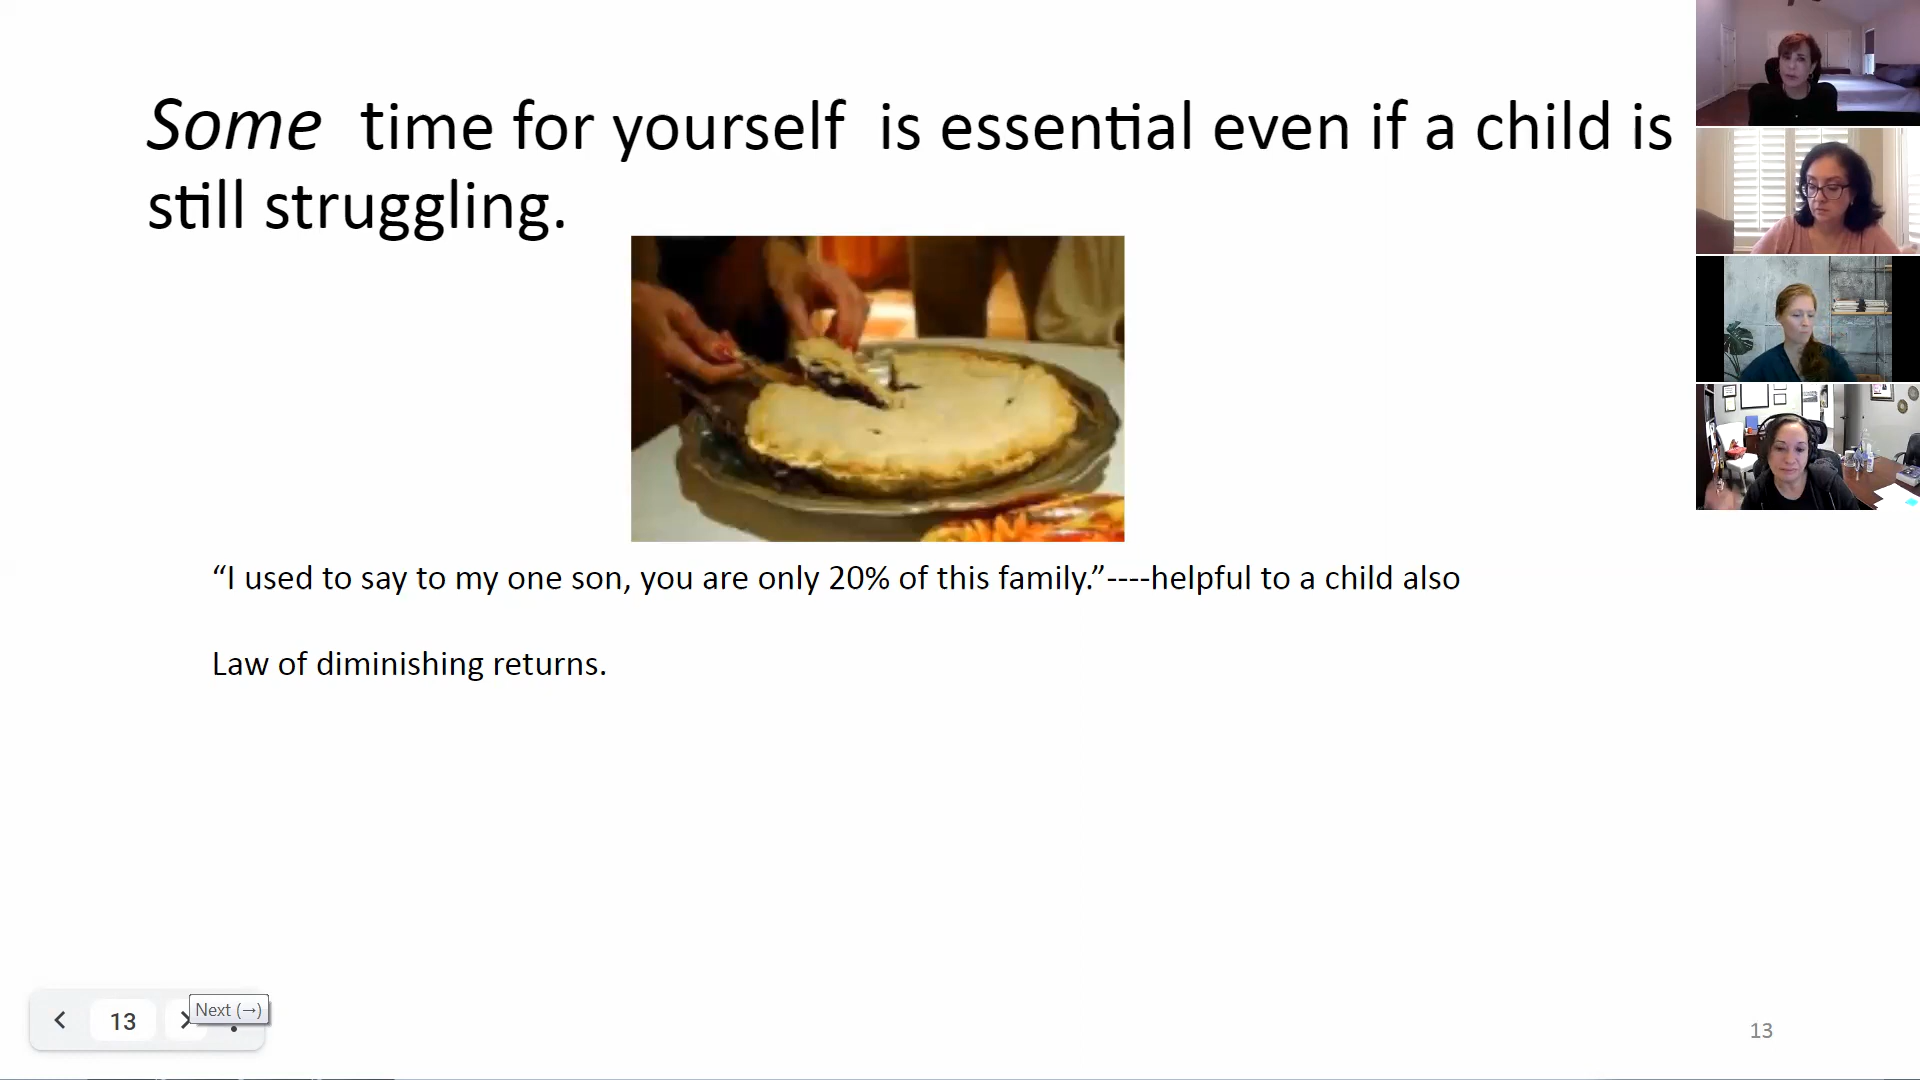 Some time for yourself is essential even if a child is
still struggling.
“I used to say to my one son, you are only 20% of this family.”----helpful to a child also
Law of diminishing returns.
13
Next (→)
13